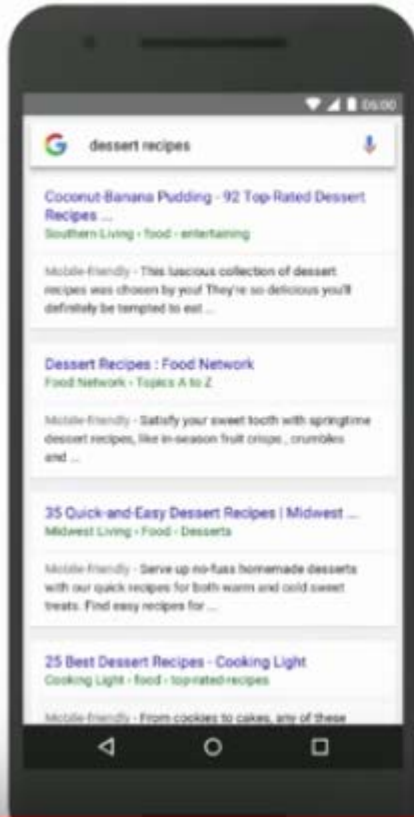 06:00
dessert recipes
Coconut-Banana Pudding - 92 Top-Rated Dessert
Recipes ...
Southern Living › food › entertaining
Mobile-friendly - This luscious collection of dessert
recipes was chosen by you! They're so delicious you'll
definitely be tempted to eat ...
Dessert Recipes : Food Network
Food Network › Topics A to Z
Mobile-friendly - Satisfy your sweet tooth with springtime
dessert recipes, like in-season fruit crisps , crumbles
and ...
35 Quick-and-Easy Dessert Recipes | Midwest ...
Midwest Living › Food › Desserts
Mobile-friendly - Serve up no-fuss homemade desserts
with our quick recipes for both warm and cold sweet
treats. Find easy recipes for ...
25 Best Dessert Recipes - Cooking Light
Cooking Light › food › top-rated-recipes
Mobile-friendly - From cookies to cakes, any of these